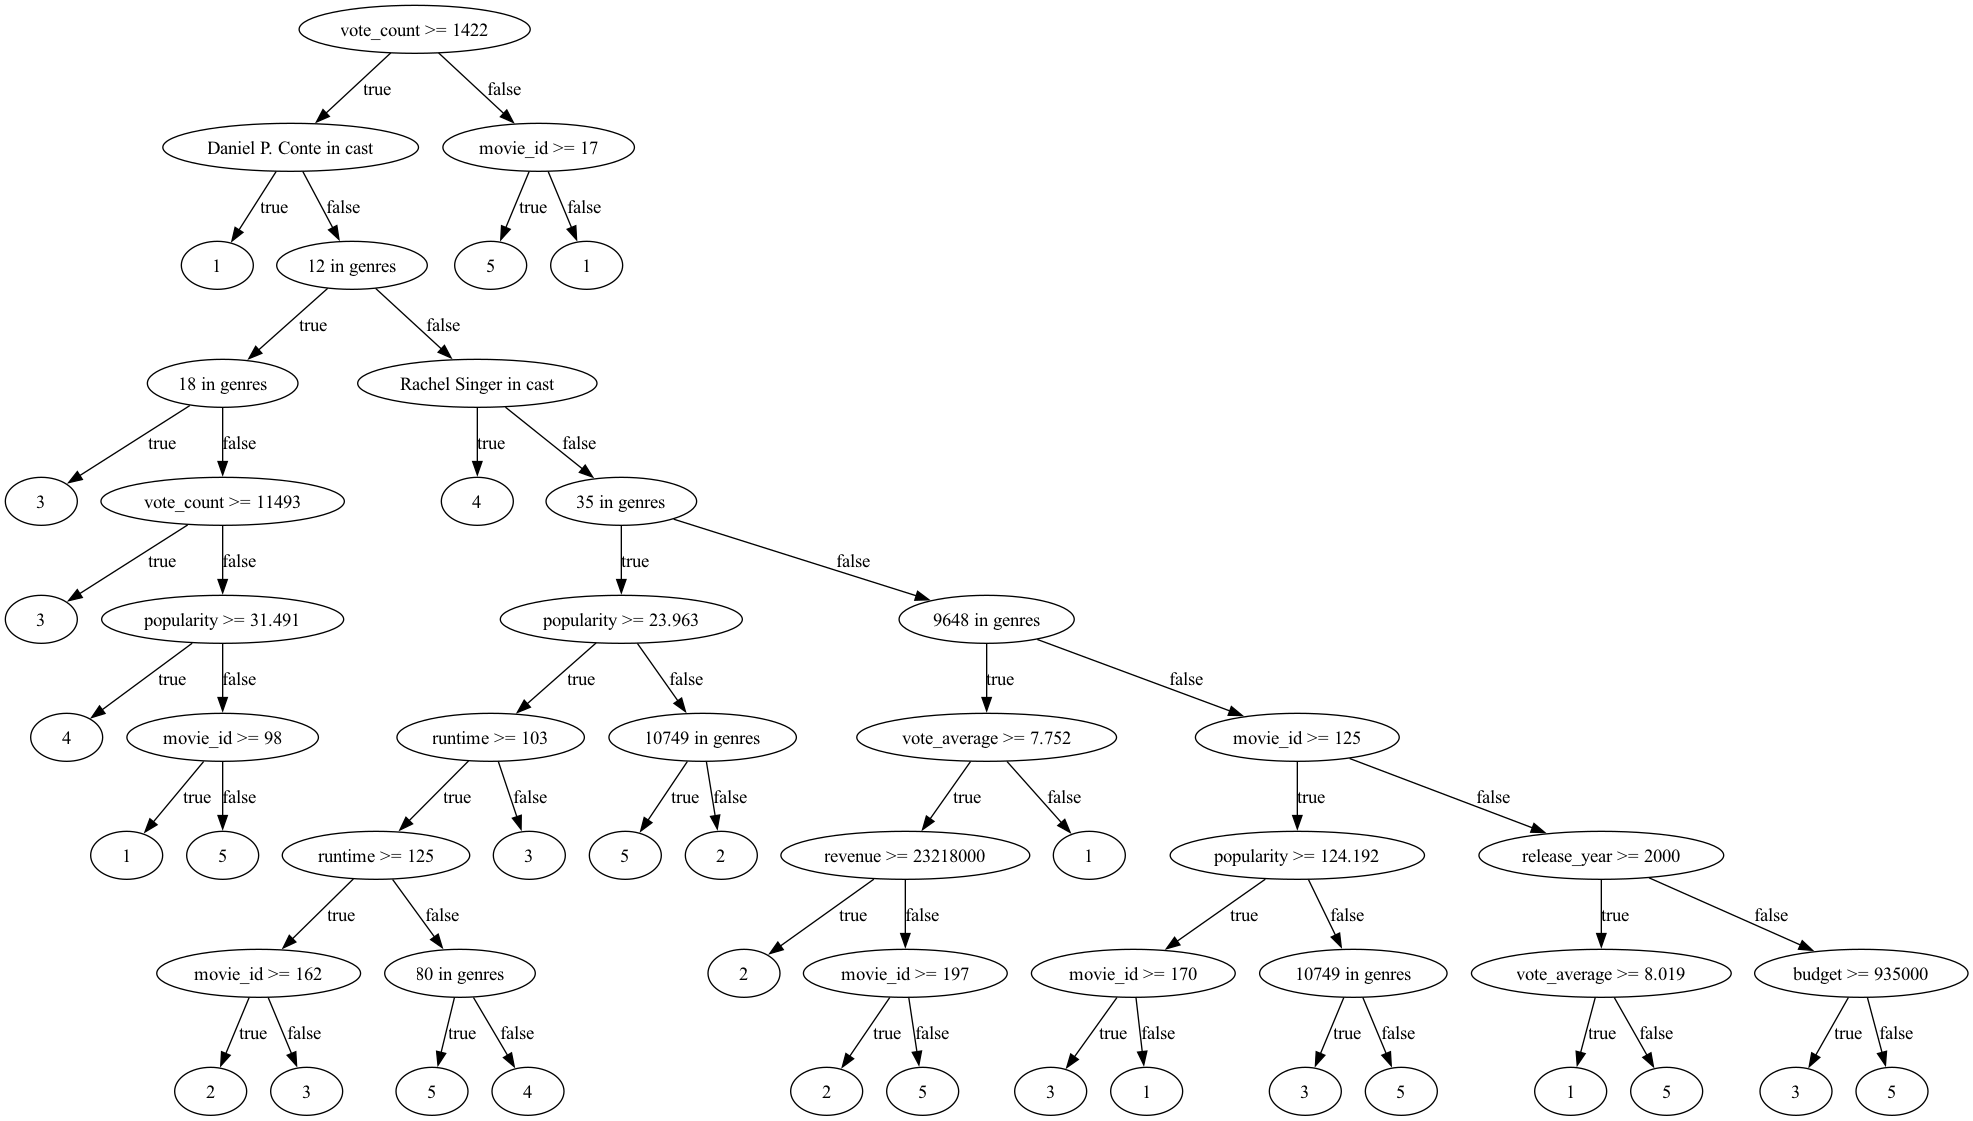 vote_count >= 1422
true
false
Daniel P. Conte in cast
movie_id >= 17
true
false
true
false
1
12 in genres
5
1
true
false
18 in genres
Rachel Singer in cast
true
false
true
false
3
vote_count >= 11493
4
35 in genres
true
false
true
false
3
popularity >= 31.491
popularity >= 23.963
9648 in genres
true
false
true
false
true
false
4
movie_id >= 98
runtime >= 103
10749 in genres
vote_average >= 7.752
movie_id >= 125
true
false
true
false
true
false
true
false
true
false
1
5
runtime >= 125
3
5
2
revenue >= 23218000
1
popularity >= 124.192
release_year >= 2000
true
false
true
false
true
false
true
false
movie_id >= 162
80 in genres
2
movie_id >= 197
movie_id >= 170
10749 in genres
vote_average >= 8.019
budget >= 935000
true
false
true
false
true
false
true
false
true
false
true
false
true
false
2
3
5
4
2
5
3
1
3
5
1
5
3
5